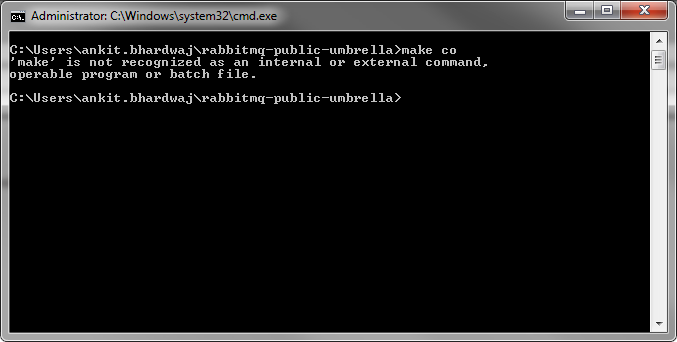 Administrator: C:\Windows\system32\cmd.exe
C:\Users\ankit.bhardwaj\rabbitmq-public-umbrella>make co
'make' is not recognized as an internal or external command,
operable program or batch file.
C:\Users\ankit.bhardwaj\rabbitmq-public-umbrella>